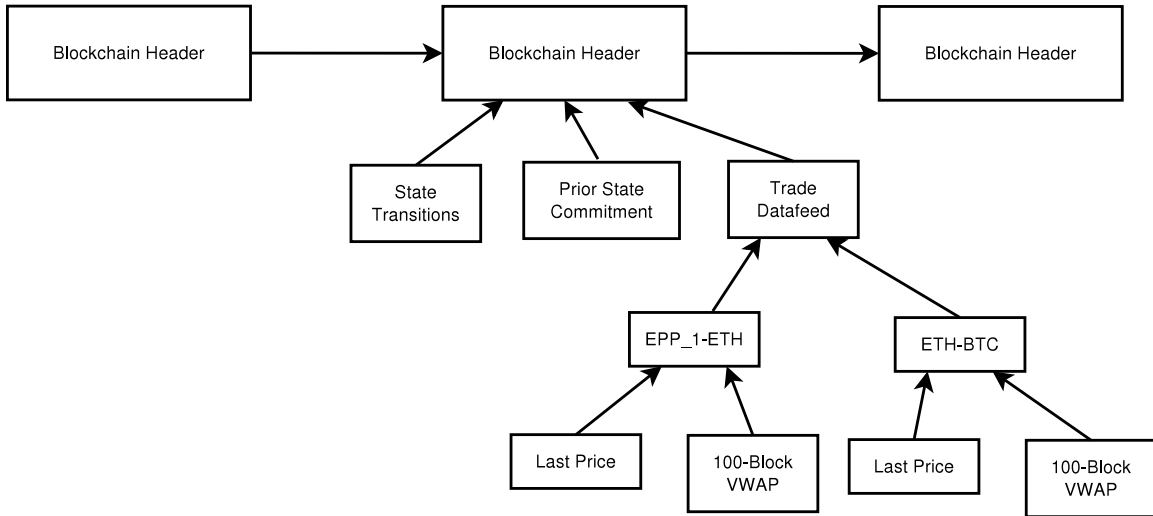 Blockchain Header
Blockchain Header
Blockchain Header
State
Transitions
Prior State
Commitment
Trade
Datafeed
EPP_1-ETH
ETH-BTC
Last Price
100-Block
VWAP
Last Price
100-Block
VWAP